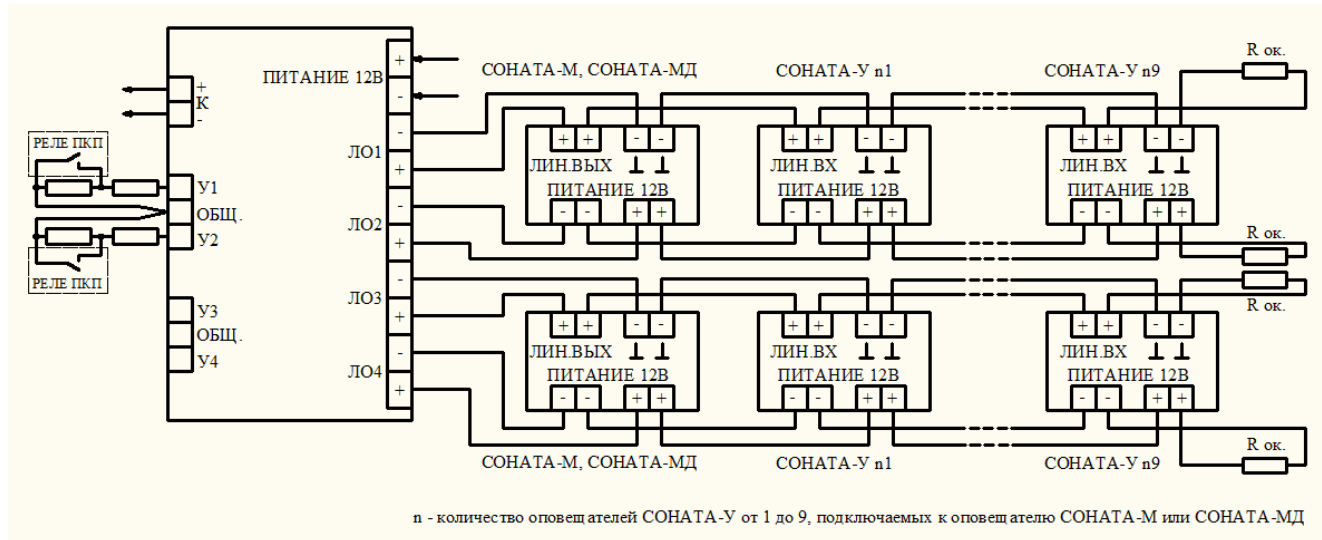 R ок.
ПИТАНИЕ 12В
+
СОНАТА-М, СОНАТА-МД
СОНАТА-У n1
СОНАТА-У n9
+
К
-
-
-
РЕЛЕ ПКП
ЛО1
+
+ + - -
+ + - -
+ + - -
ЛИН.ВЫХ
ЛИН.ВХ
ЛИН.ВХ
У1
ПИТАНИЕ 12В
ПИТАНИЕ 12В
ПИТАНИЕ 12В
ОБЩ.
-
- - + +
- - + +
- - + +
ЛО2
У2
+
R ок.
РЕЛЕ ПКП
-
ЛО3
R ок.
У3
+
+ + - -
+ + - -
+ + - -
ОБЩ.
ЛИН.ВЫХ
ЛИН.ВХ
ЛИН.ВХ
У4
-
ЛО4
ПИТАНИЕ 12В
ПИТАНИЕ 12В
ПИТАНИЕ 12В
+
- - + +
- - + +
- - + +
R ок.
СОНАТА-М, СОНАТА-МД
СОНАТА-У n1
СОНАТА-У n9
n - количество оповещателей СОНАТА-У от 1 до 9, подключаемых к оповещателю СОНАТА-М или СОНАТА-МД